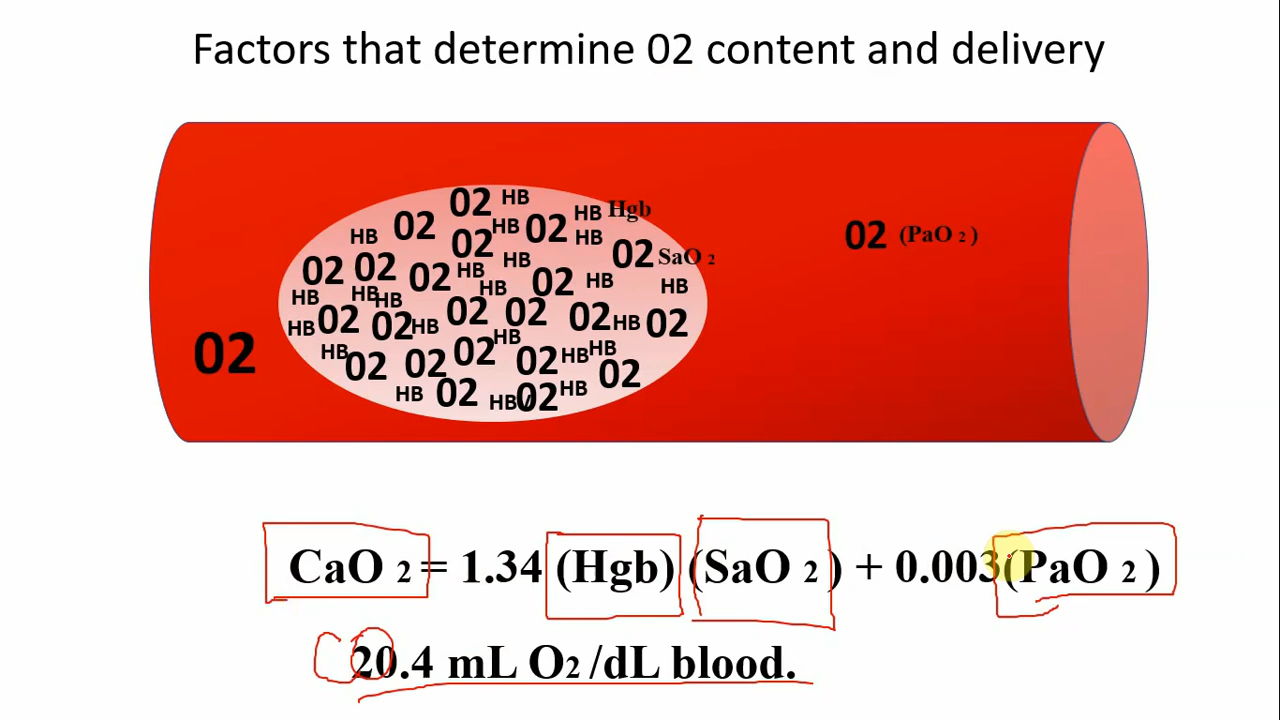 Factors that determine 02 content and delivery
02 HB
HB Hgb
02 HB 02 HB
HB 02
02 SaO 2
02 (PaO 2 )
02 02 02 HB HB
HB 02 HB HB
HB HB HB
HB 02 02 HB 02 02 02 HB 02
02
HB 02 02 02 HB 02 HB HB
02
HB 02 HB 02 HB
CaO 2 = 1.34 (Hgb) (SaO 2 ) + 0.003(PaO 2 )
20.4 mL O2 /dL blood.